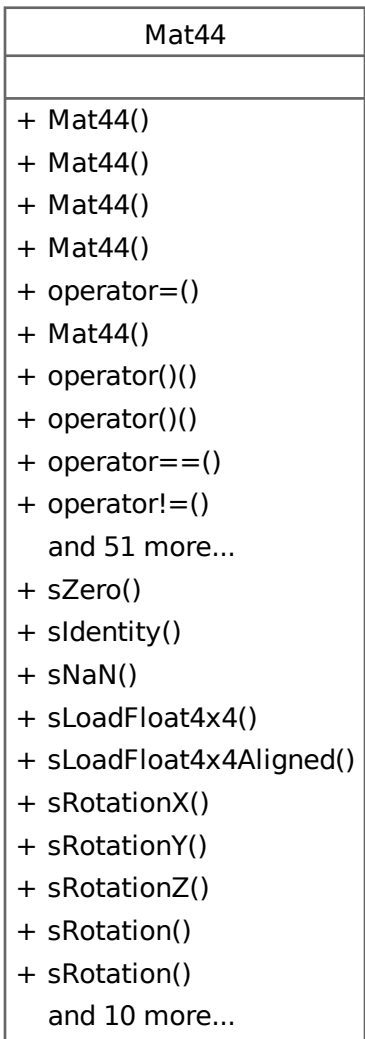 Mat44
+ Mat44()
+ Mat44()
+ Mat44()
+ Mat44()
+ operator=()
+ Mat44()
+ operator()()
+ operator()()
+ operator==()
+ operator!=()
and 51 more...
+ sZero()
+ sIdentity()
+ sNaN()
+ sLoadFloat4x4()
+ sLoadFloat4x4Aligned()
+ sRotationX()
+ sRotationY()
+ sRotationZ()
+ sRotation()
+ sRotation()
and 10 more...